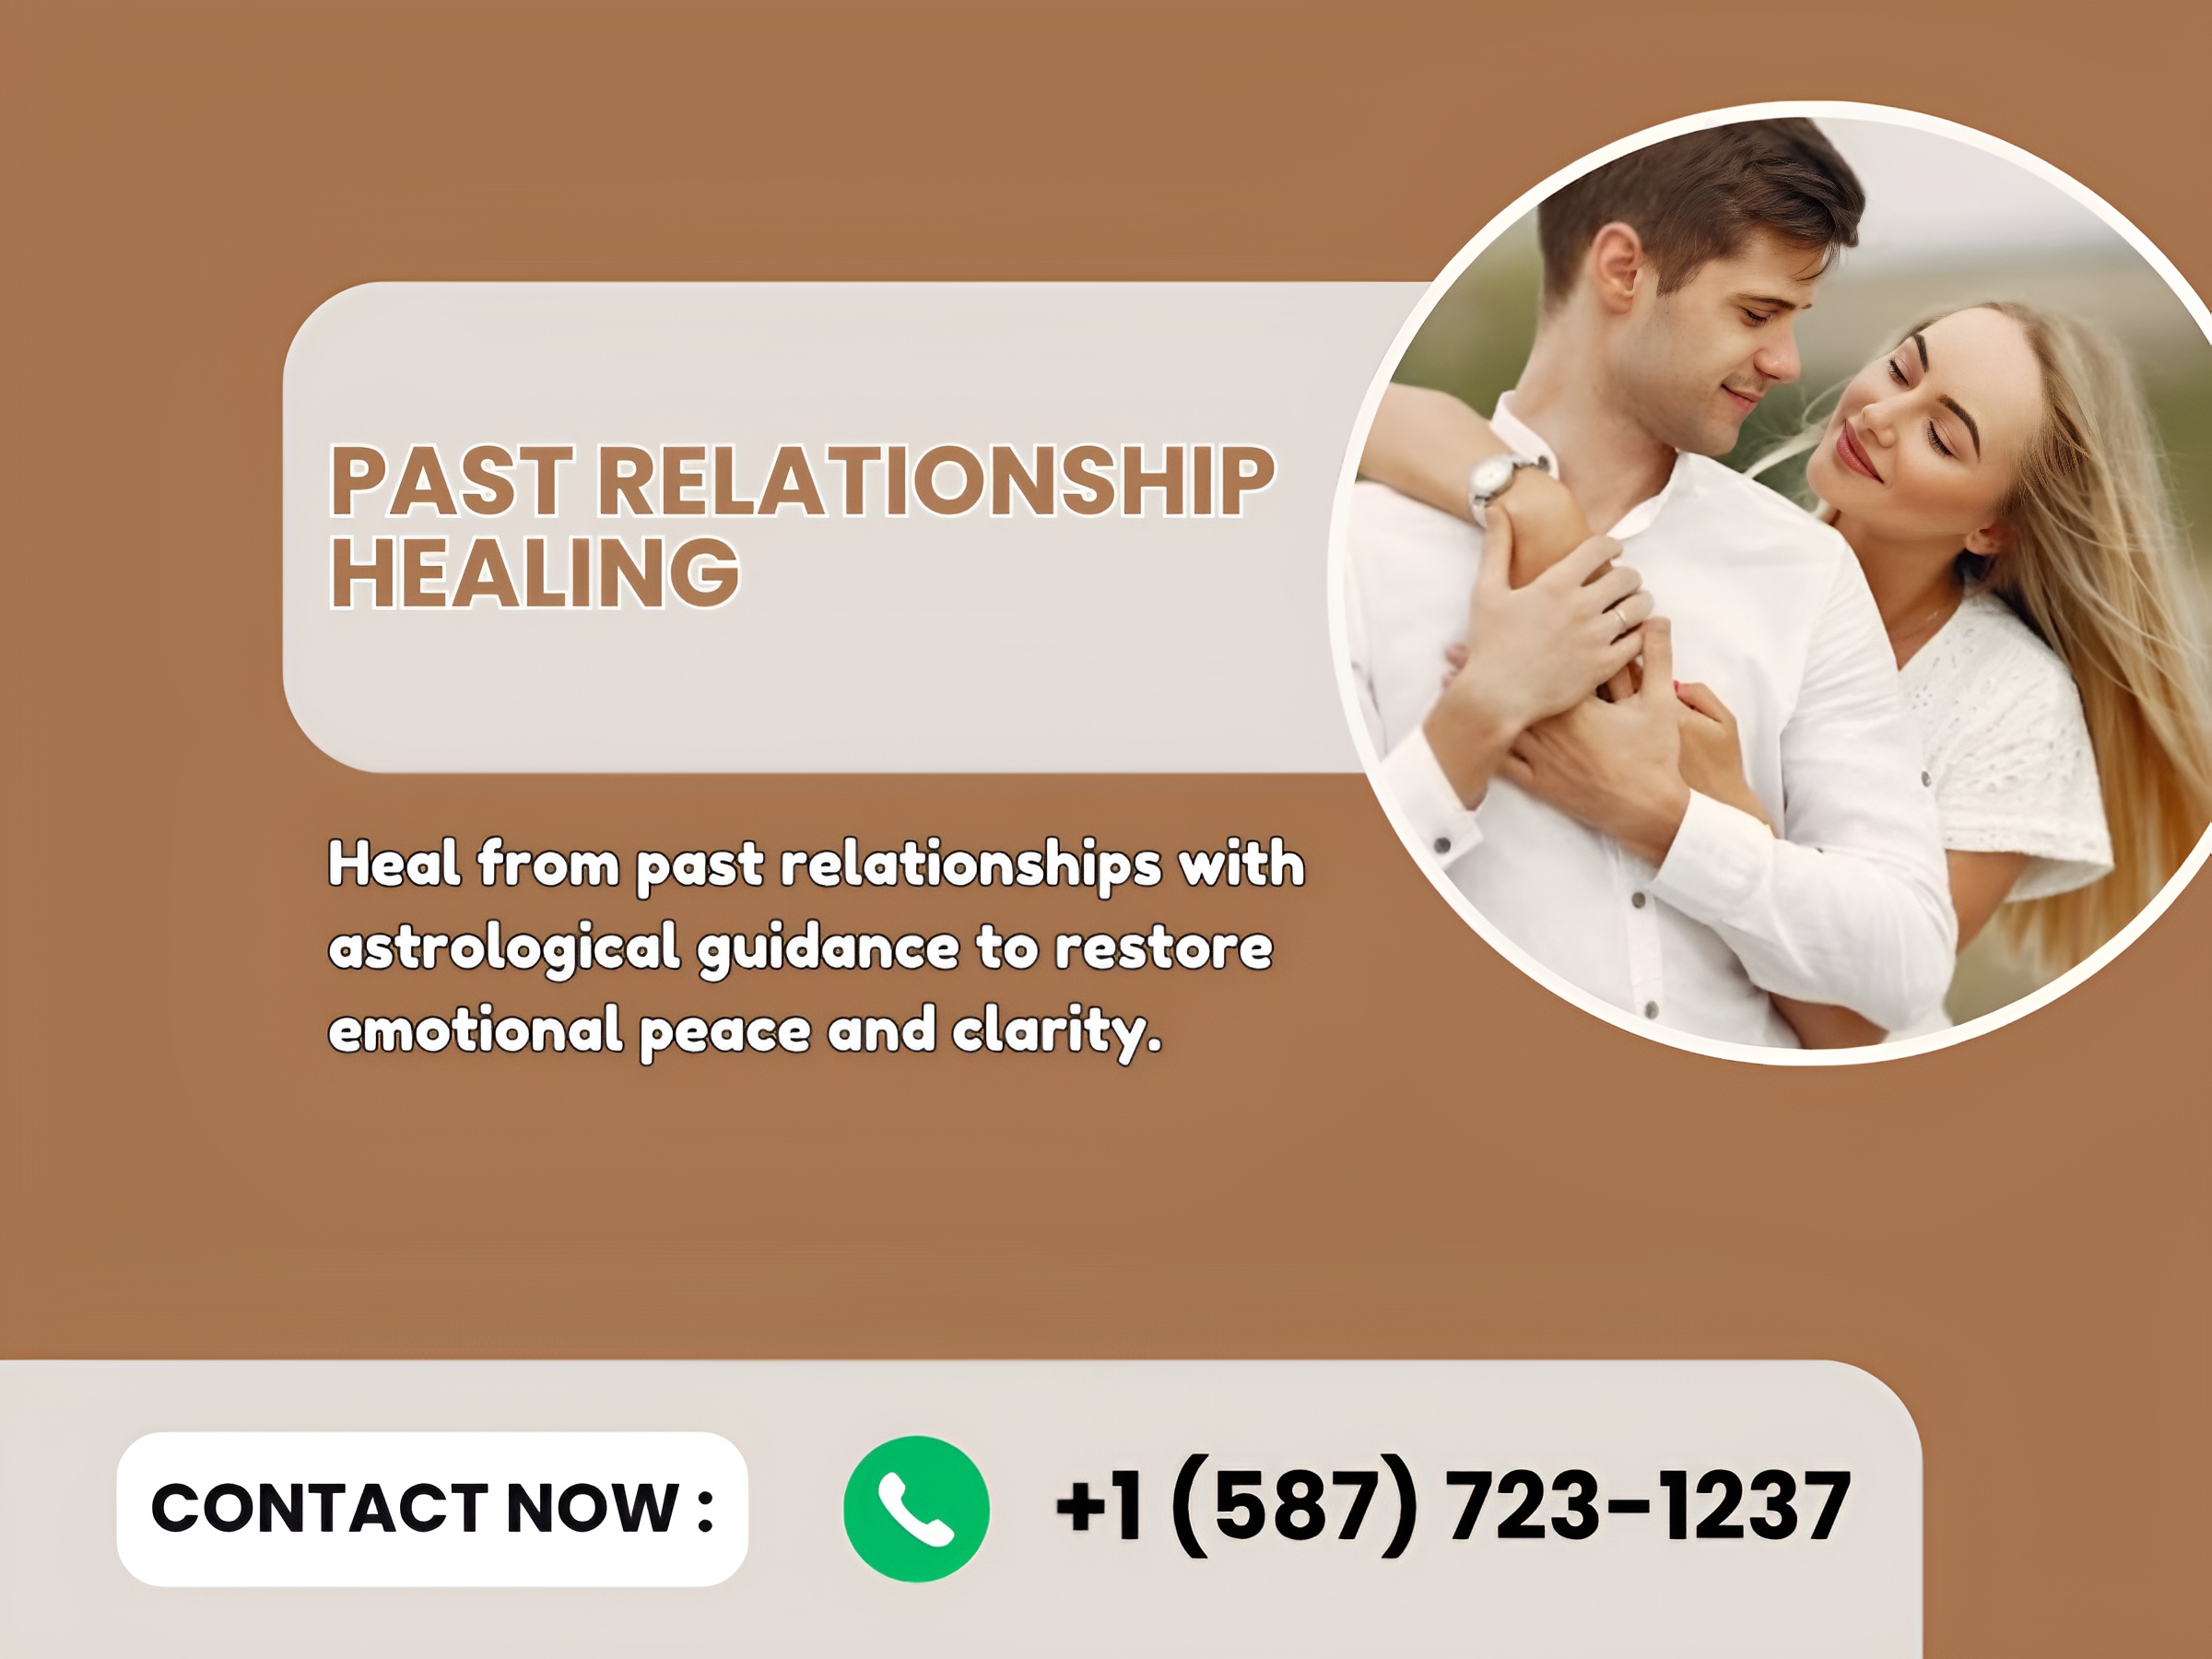 PAST RELATIONSHIP
HEALING
Heal from past relationships with
astrological guidance to restore
emotional peace and clarity.
CONTACT NOW :
+1 (587) 723-1237